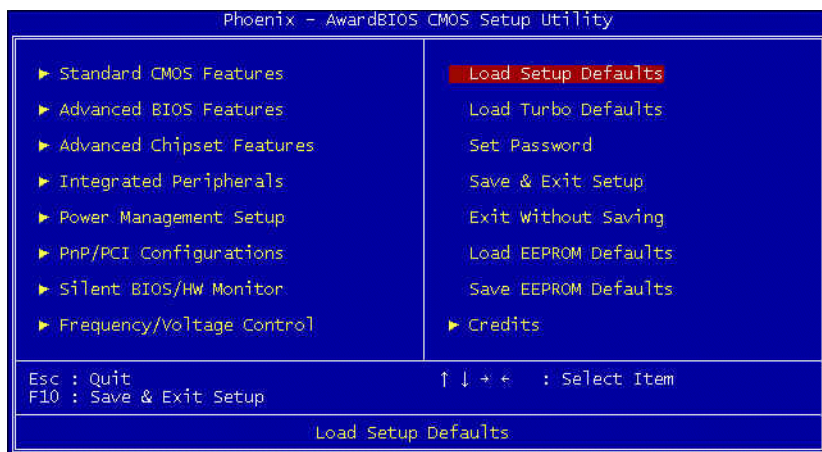 Phoenix - AwardBIOS CMOS Setup Utility
► Standard CMOS Features
► Advanced BIOS Features
► Advanced Chipset Features
► Integrated Peripherals
► Power Management Setup
► PnP/PCI Configurations
► Silent BIOS/HW Monitor
► Frequency/Voltage Control
Load Setup Defaults
Load Turbo Defaults
Set Password
Save & Exit Setup
Exit Without Saving
Load EEPROM Defaults
Save EEPROM Defaults
► Credits
Esc : Quit
F10 : Save & Exit Setup
↑ ↓ → ← : Select Item
Load Setup Defaults